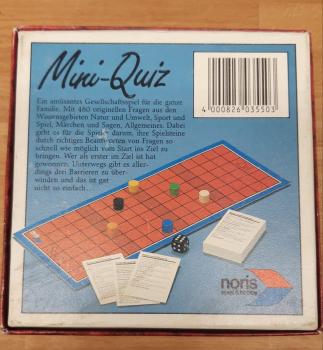 Mini-Quiz
Ein amüsantes Gesellschaftsspiel für die ganze
Familie. Mit 460 originellen Fragen aus den
Wissensgebieten Natur und Umwelt, Sport und
Spiel, Märchen und Sagen, Allgemeines. Dabei
geht es für die Spieler darum, ihre Spielsteine
durch richtiges Beantworten von Fragen so
schnell wie möglich vom Start ins Ziel zu
bringen. Wer als erster im Ziel ist hat
gewonnen. Unterwegs gibt es aller-
dings drei Barrieren zu über-
winden und das ist gar
nicht so einfach...
4 000826 035503
noris